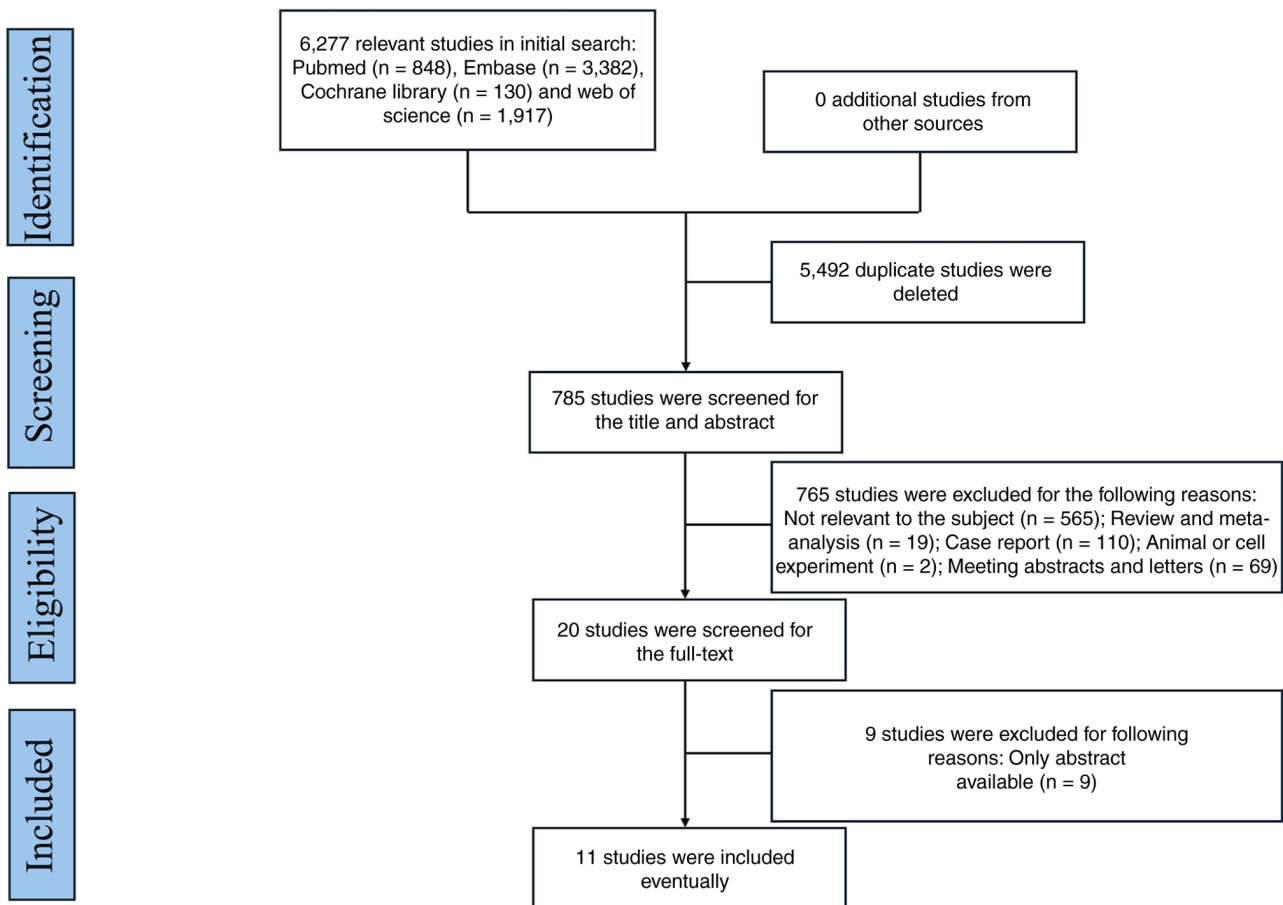 Identification
6,277 relevant studies in initial search:
Pubmed (n = 848), Embase (n = 3,382),
Cochrane library (n = 130) and web of
science (n = 1,917)
0 additional studies from
other sources
5,492 duplicate studies were
deleted
Screening
785 studies were screened for
the title and abstract
765 studies were excluded for the following reasons:
Not relevant to the subject (n = 565); Review and meta-
analysis (n = 19); Case report (n = 110); Animal or cell
experiment (n = 2); Meeting abstracts and letters (n = 69)
Eligibility
20 studies were screened for
the full-text
9 studies were excluded for following
reasons: Only abstract
available (n = 9)
Included
11 studies were included
eventually